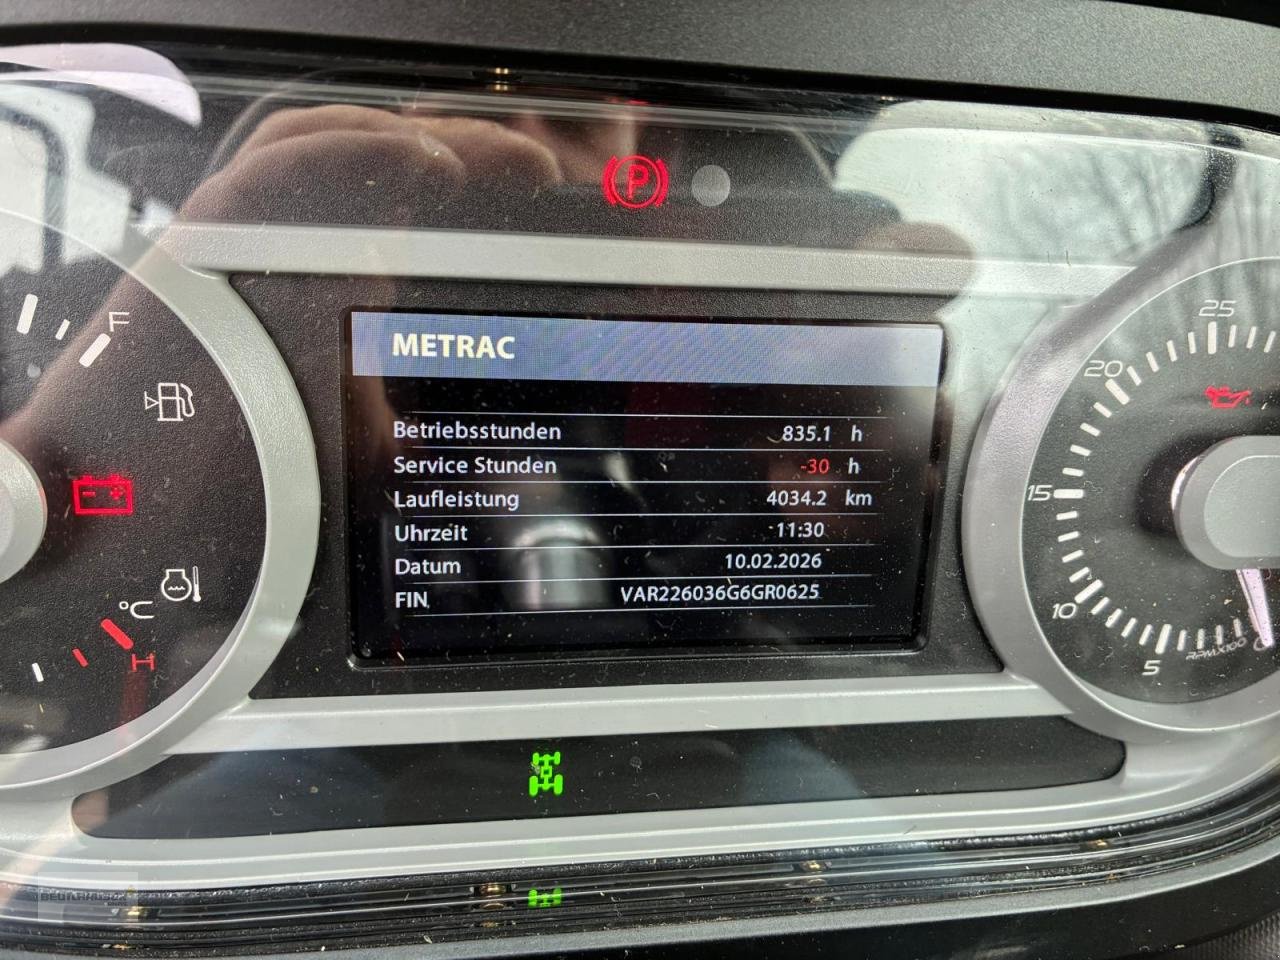 P
F
25
METRAC
20
Betriebsstunden 835.1 h
Service Stunden -30 h
Laufleistung 4034.2 km
15
Uhrzeit 11:30
Datum 10.02.2026
FIN VAR226036G6GR0625
°C
10
H
5
RPMX100